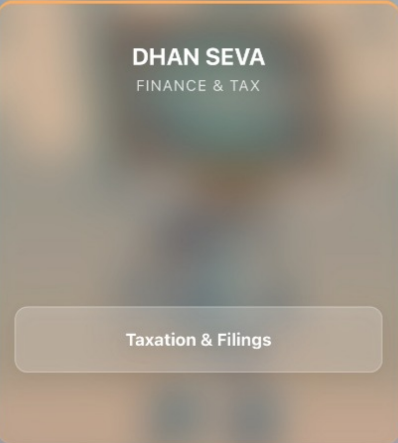 DHAN SEVA
FINANCE & TAX
Taxation & Filings